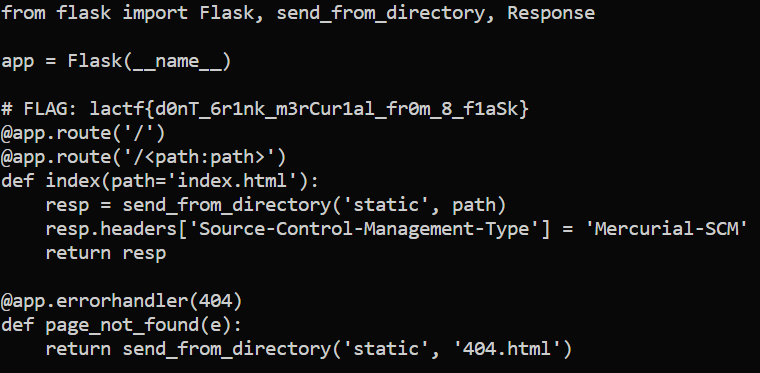 from flask import Flask, send_from_directory, Response

app = Flask(__name__)

# FLAG: lactf{d0nT_6r1nk_m3rCur1al_fr0m_8_f1aSk}
@app.route('/')
@app.route('/<path:path>')
def index(path='index.html'):
    resp = send_from_directory('static', path)
    resp.headers['Source-Control-Management-Type'] = 'Mercurial-SCM'
    return resp

@app.errorhandler(404)
def page_not_found(e):
    return send_from_directory('static', '404.html')